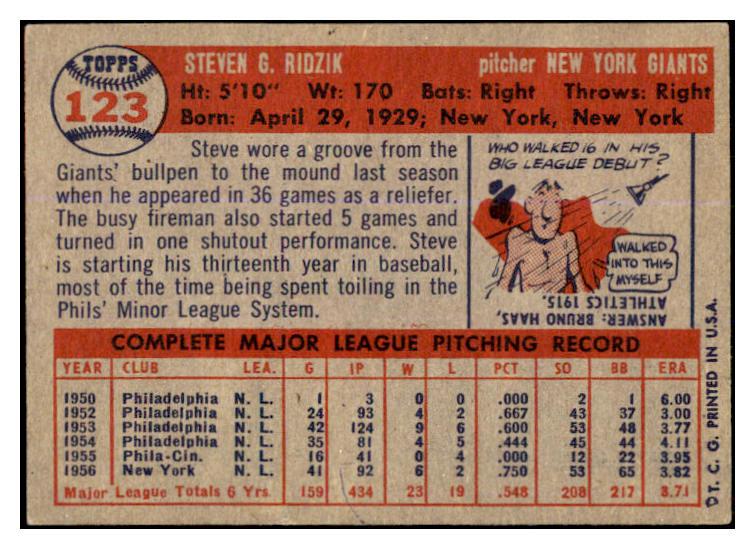 TOPPS
123
STEVEN G. RIDZIK pitcher NEW YORK GIANTS
Ht: 5'10" Wt: 170 Bats: Right Throws: Right
Born: April 29, 1929; New York, New York
Steve wore a groove from the
Giants' bullpen to the mound last season
when he appeared in 36 games as a reliefer.
The busy fireman also started 5 games and
turned in one shutout performance. Steve
is starting his thirteenth year in baseball,
most of the time being spent toiling in the
Phils' Minor League System.
WHO WALKED 16 IN HIS
BIG LEAGUE DEBUT?
I WALKED
INTO THIS
MYSELF
ANSWER: BRUNO HAAS,
ATHLETICS 1915.
COMPLETE MAJOR LEAGUE PITCHING RECORD
YEAR CLUB LEA. G IP W L PCT SO BB ERA
1950 Philadelphia N. L. 1 3 0 0 .000 2 1 6.00
1952 Philadelphia N. L. 24 93 4 2 .667 43 37 3.00
1953 Philadelphia N. L. 42 124 9 6 .600 53 48 3.77
1954 Philadelphia N. L. 35 81 4 5 .444 45 44 4.11
1955 Phila-Cin. N. L. 16 41 0 4 .000 12 22 3.95
1956 New York N. L. 41 92 6 2 .750 53 65 3.82
Major League Totals 6 Yrs. 159 434 23 19 .548 208 217 3.71
© T. C. G. PRINTED IN U.S.A.